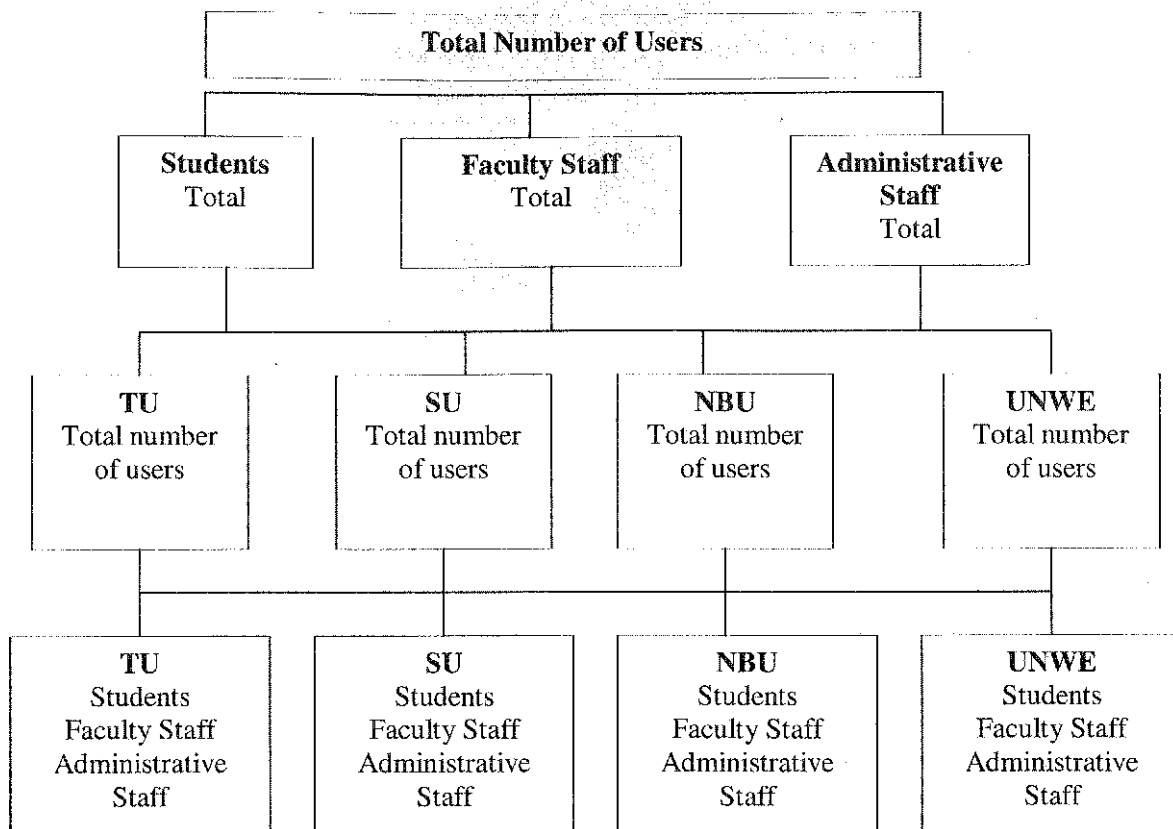 Total Number of Users
Students
Total
Faculty Staff
Total
Administrative
Staff
Total
TU
Total number
of users
SU
Total number
of users
NBU
Total number
of users
UNWE
Total number
of users
TU
Students
Faculty Staff
Administrative
Staff
SU
Students
Faculty Staff
Administrative
Staff
NBU
Students
Faculty Staff
Administrative
Staff
UNWE
Students
Faculty Staff
Administrative
Staff